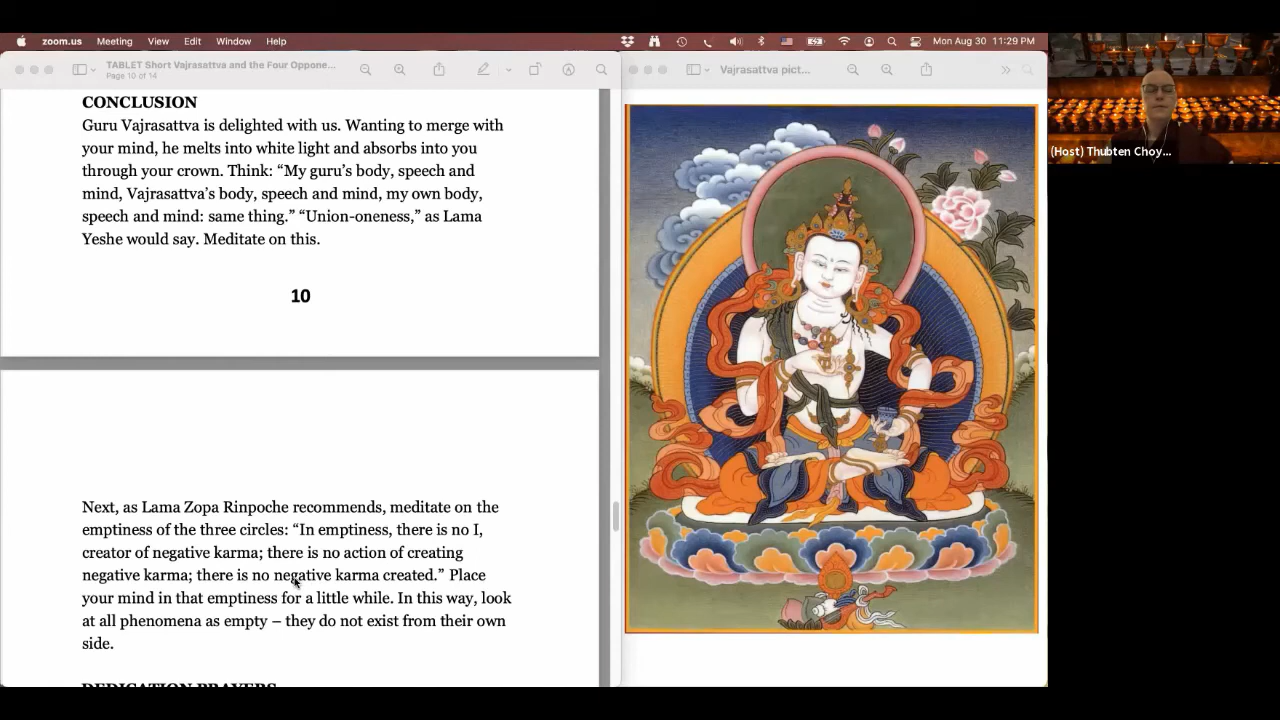 zoom.us Meeting View Edit Window Help Mon Aug 30 11:29 PM
TABLET Short Vajrasattva and the Four Oppone...
Page 10 of 14
Vajrasattva pict...
(Host) Thubten Choy...
CONCLUSION
Guru Vajrasattva is delighted with us. Wanting to merge with
your mind, he melts into white light and absorbs into you
through your crown. Think: “My guru’s body, speech and
mind, Vajrasattva’s body, speech and mind, my own body,
speech and mind: same thing.” “Union-oneness,” as Lama
Yeshe would say. Meditate on this.
10
Next, as Lama Zopa Rinpoche recommends, meditate on the
emptiness of the three circles: “In emptiness, there is no I,
creator of negative karma; there is no action of creating
negative karma; there is no negative karma created.” Place
your mind in that emptiness for a little while. In this way, look
at all phenomena as empty – they do not exist from their own
side.
DEDICATION PRAYERS